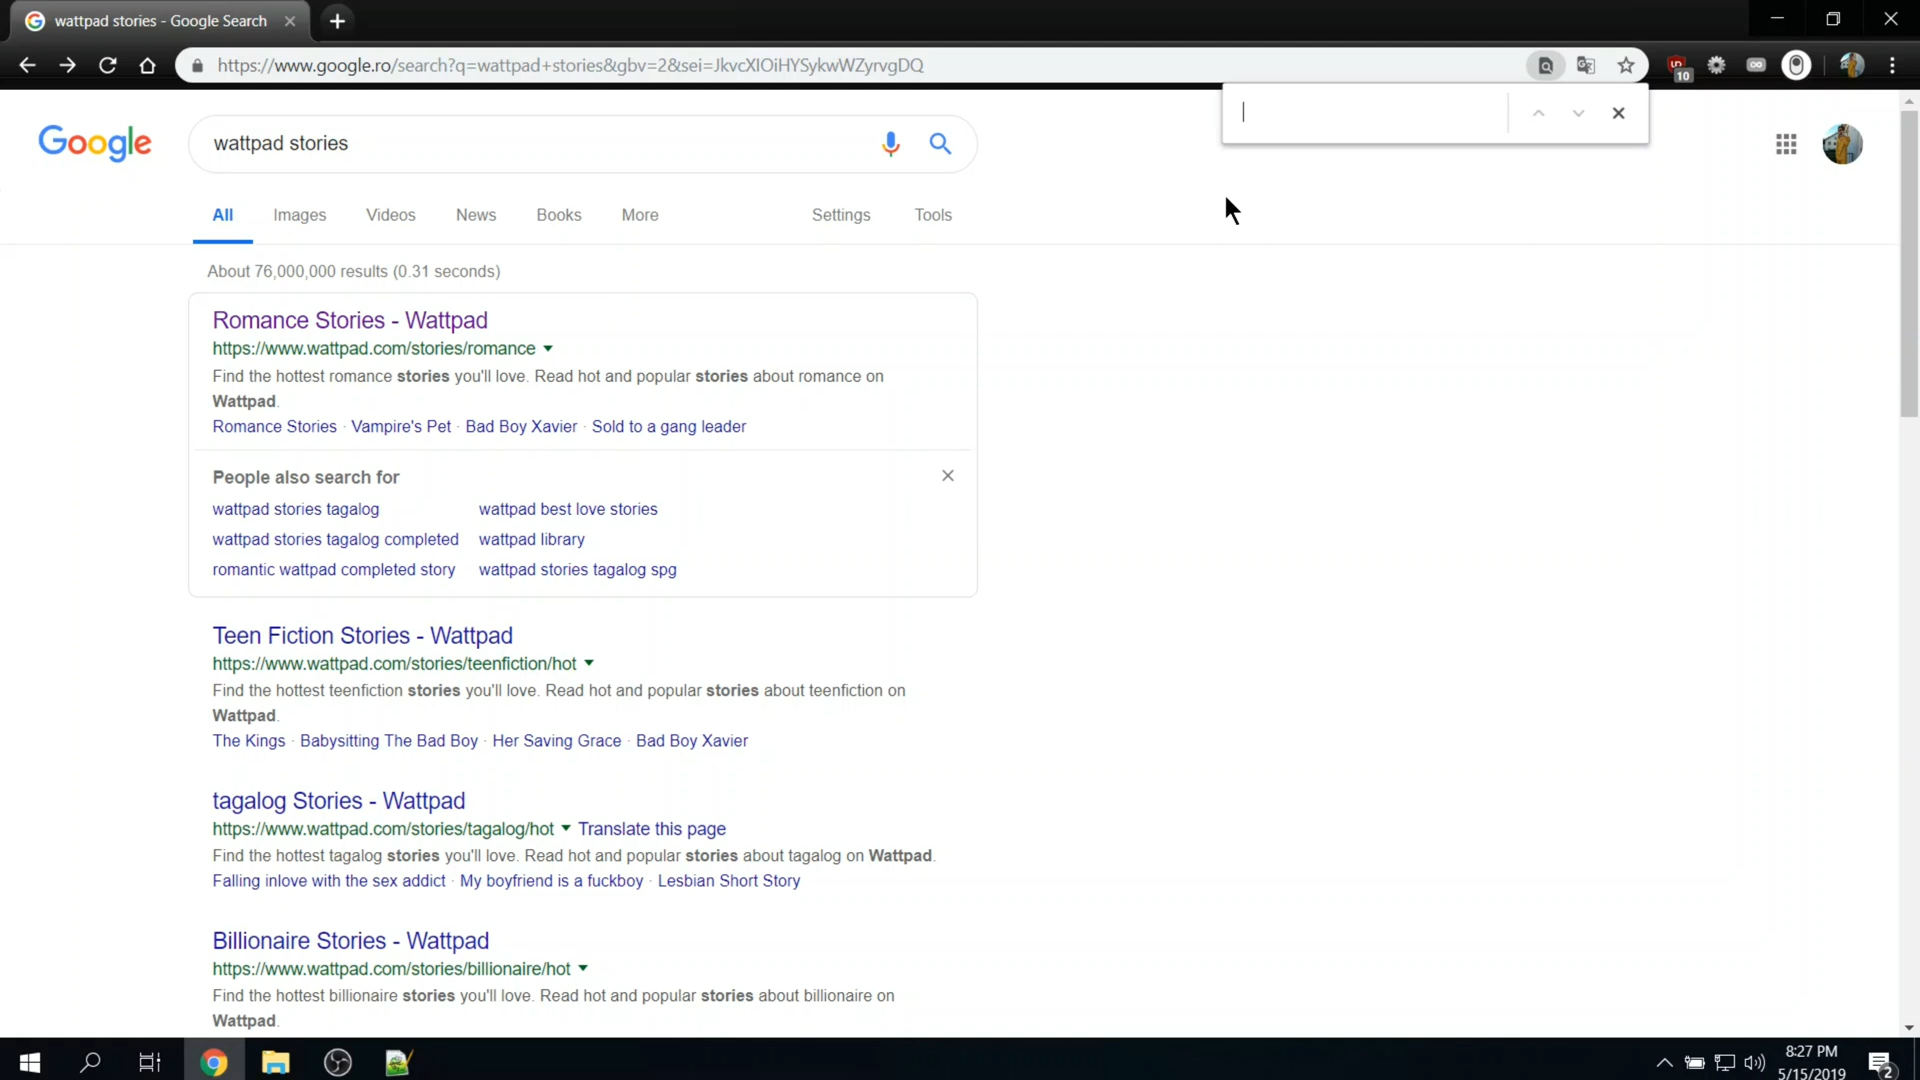 wattpad stories - Google Search
https://www.google.ro/search?q=wattpad+stories&gbv=2&sei=JkvcXIOiHYSykwWZyrvgDQ
10
Google
wattpad stories
All Images Videos News Books More Settings Tools
About 76,000,000 results (0.31 seconds)
Romance Stories - Wattpad
https://www.wattpad.com/stories/romance
Find the hottest romance stories you'll love. Read hot and popular stories about romance on
Wattpad.
Romance Stories · Vampire's Pet · Bad Boy Xavier · Sold to a gang leader
People also search for
wattpad stories tagalog wattpad best love stories
wattpad stories tagalog completed wattpad library
romantic wattpad completed story wattpad stories tagalog spg
Teen Fiction Stories - Wattpad
https://www.wattpad.com/stories/teenfiction/hot
Find the hottest teenfiction stories you'll love. Read hot and popular stories about teenfiction on
Wattpad.
The Kings · Babysitting The Bad Boy · Her Saving Grace · Bad Boy Xavier
tagalog Stories - Wattpad
https://www.wattpad.com/stories/tagalog/hot Translate this page
Find the hottest tagalog stories you'll love. Read hot and popular stories about tagalog on Wattpad.
Falling inlove with the sex addict · My boyfriend is a fuckboy · Lesbian Short Story
Billionaire Stories - Wattpad
https://www.wattpad.com/stories/billionaire/hot
Find the hottest billionaire stories you'll love. Read hot and popular stories about billionaire on
Wattpad.
8:27 PM
5/15/2019
2